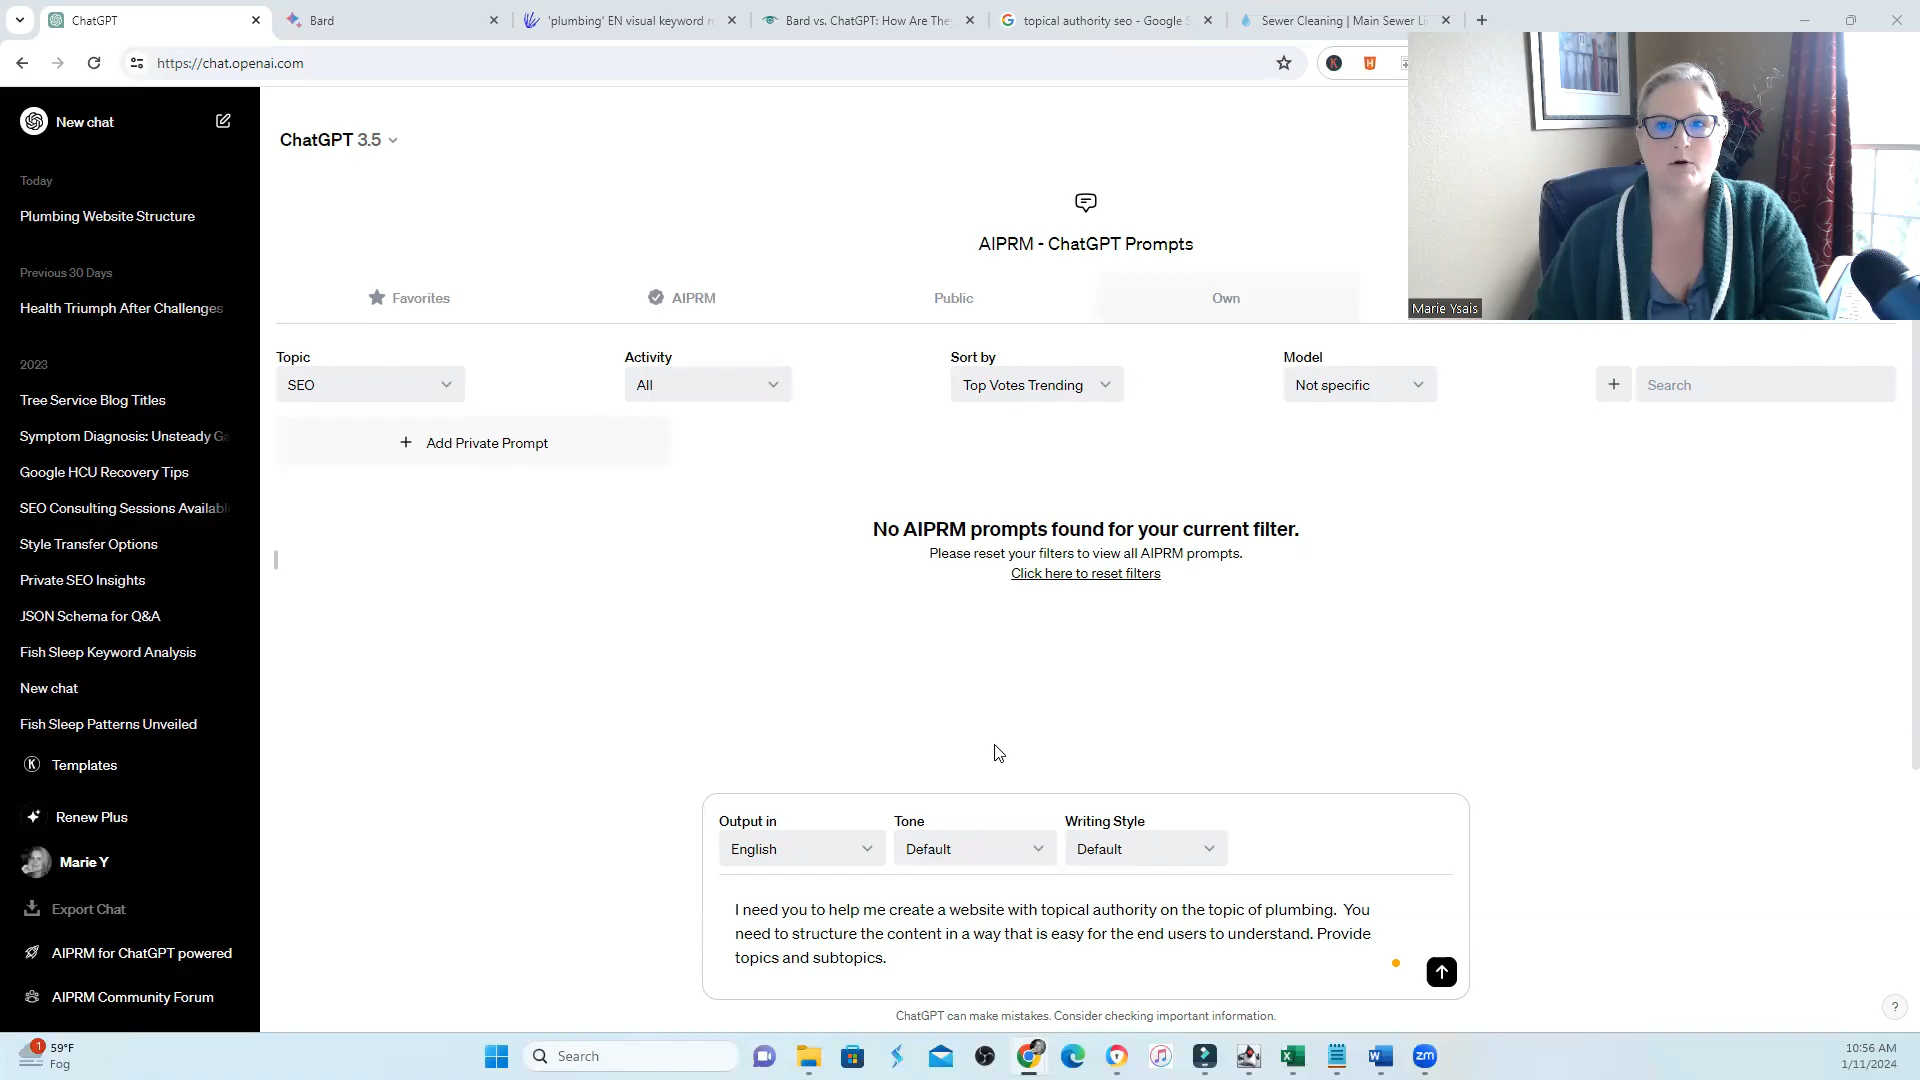 ChatGPT
Bard
'plumbing' EN visual keyword r
Bard vs. ChatGPT: How Are The
topical authority seo - Google S
Sewer Cleaning | Main Sewer Li
https://chat.openai.com
New chat
ChatGPT 3.5
Today
Plumbing Website Structure
Previous 30 Days
Health Triumph After Challenges
2023
Tree Service Blog Titles
Symptom Diagnosis: Unsteady Ga
Google HCU Recovery Tips
SEO Consulting Sessions Availabl
Style Transfer Options
Private SEO Insights
JSON Schema for Q&A
Fish Sleep Keyword Analysis
New chat
Fish Sleep Patterns Unveiled
Templates
Renew Plus
Marie Y
Export Chat
AIPRM for ChatGPT powered
AIPRM Community Forum
AIPRM - ChatGPT Prompts
Favorites
AIPRM
Public
Own
Marie Ysais
Topic
Activity
Sort by
Model
SEO
All
Top Votes Trending
Not specific
+
Search
+ Add Private Prompt
No AIPRM prompts found for your current filter.
Please reset your filters to view all AIPRM prompts.
Click here to reset filters
Output in
Tone
Writing Style
English
Default
Default
I need you to help me create a website with topical authority on the topic of plumbing. You
need to structure the content in a way that is easy for the end users to understand. Provide
topics and subtopics.
ChatGPT can make mistakes. Consider checking important information.
?
1
59°F
Fog
Search
zm
10:56 AM
1/11/2024